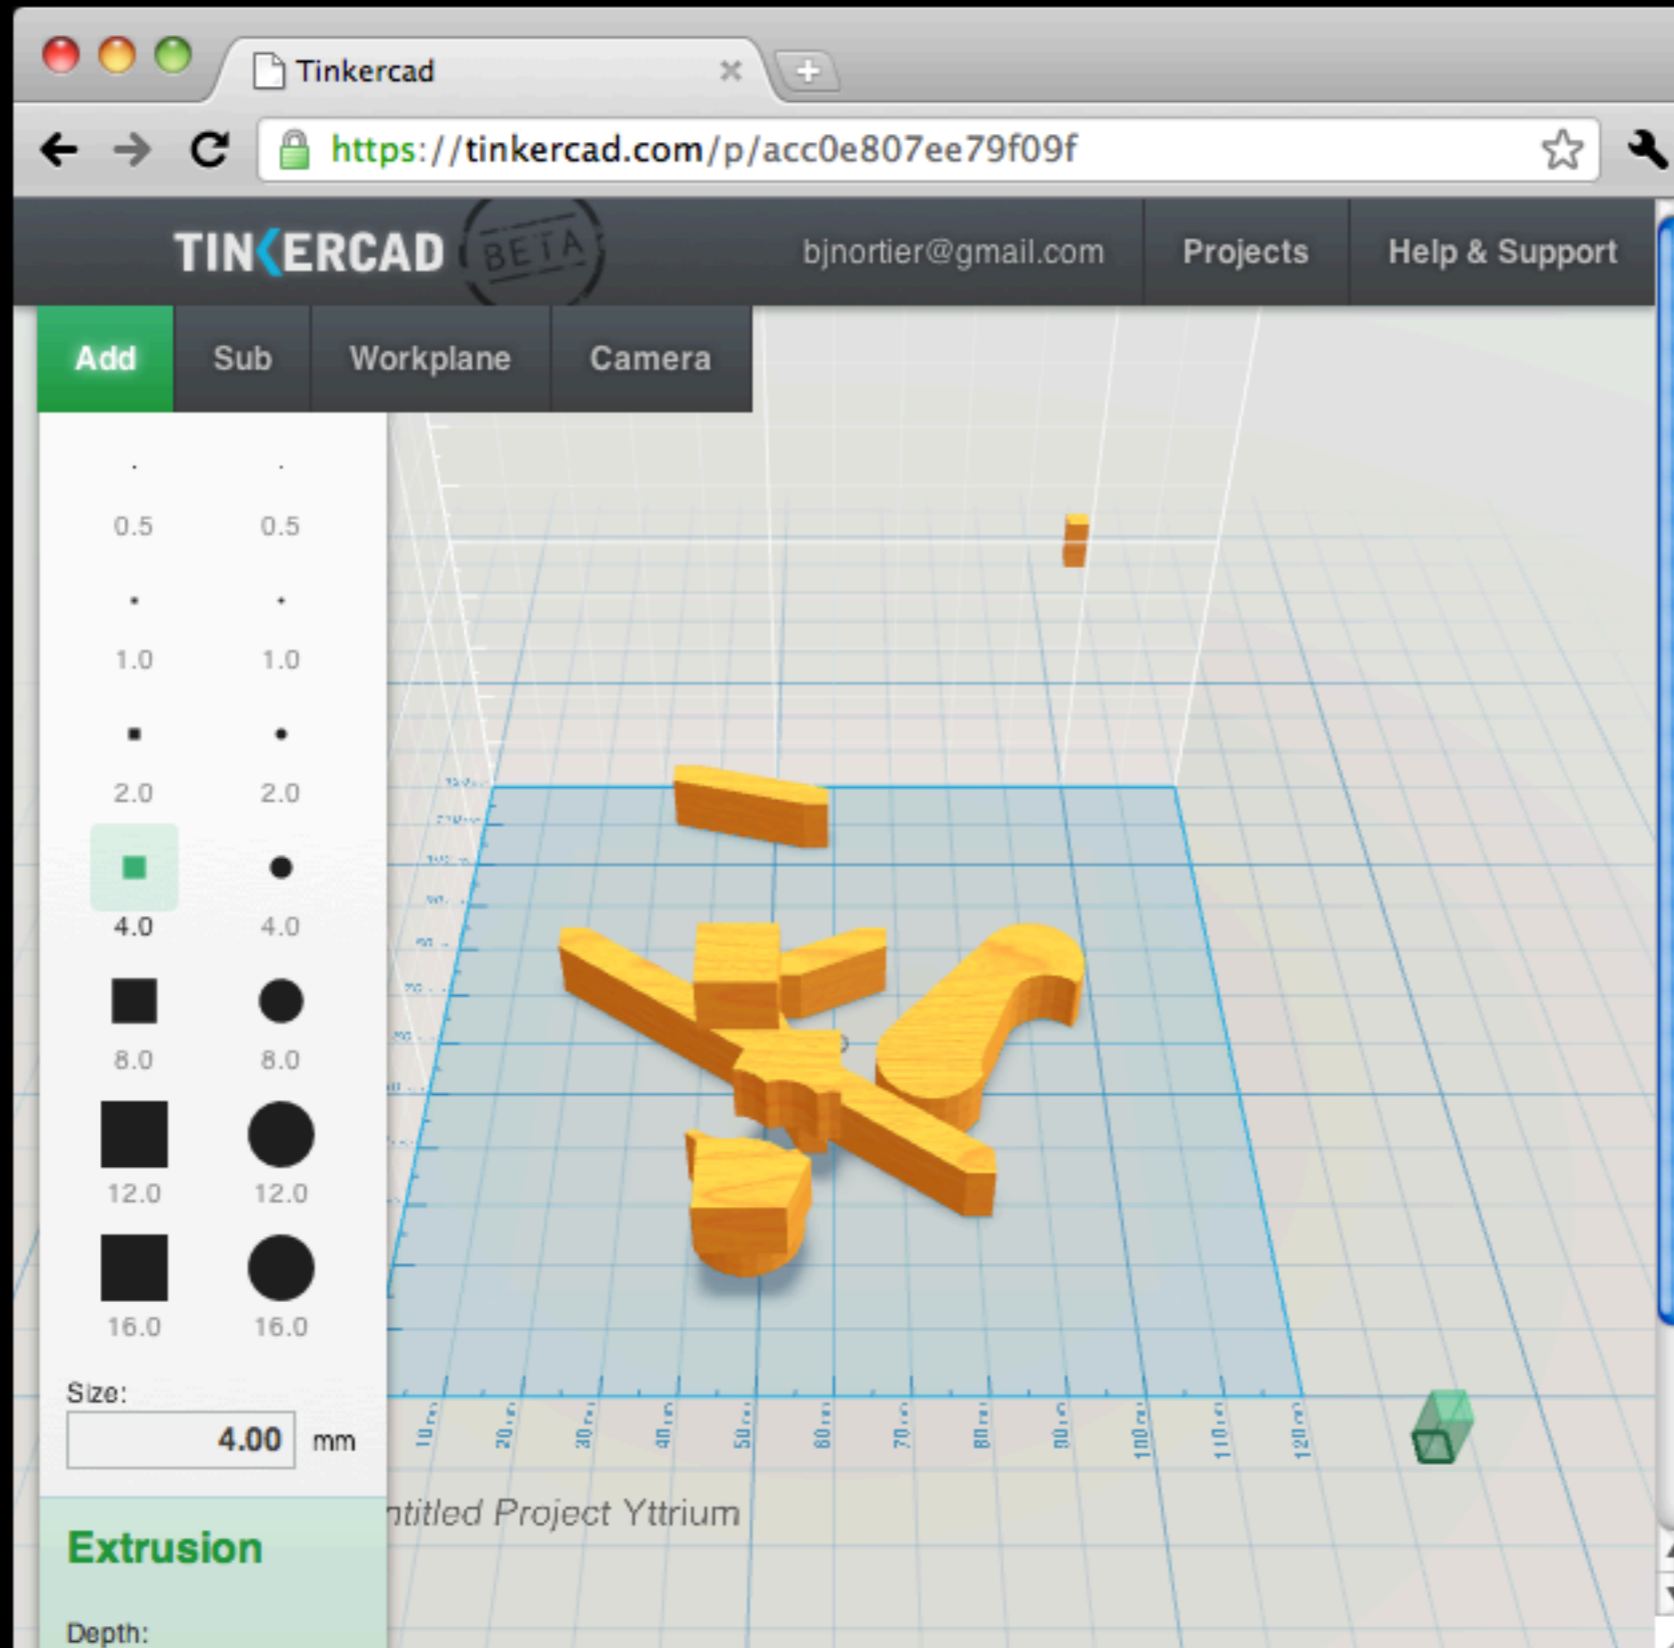 Tinkercad
https://tinkercad.com/p/acc0e807ee79f09f
TINKERCAD BETA bjnortier@gmail.com Projects Help & Support
Add Sub Workplane Camera
0.5 0.5
1.0 1.0
2.0 2.0
4.0 4.0
8.0 8.0
12.0 12.0
16.0 16.0
Size:
4.00 mm
ntitled Project Yttrium
Extrusion
Depth: